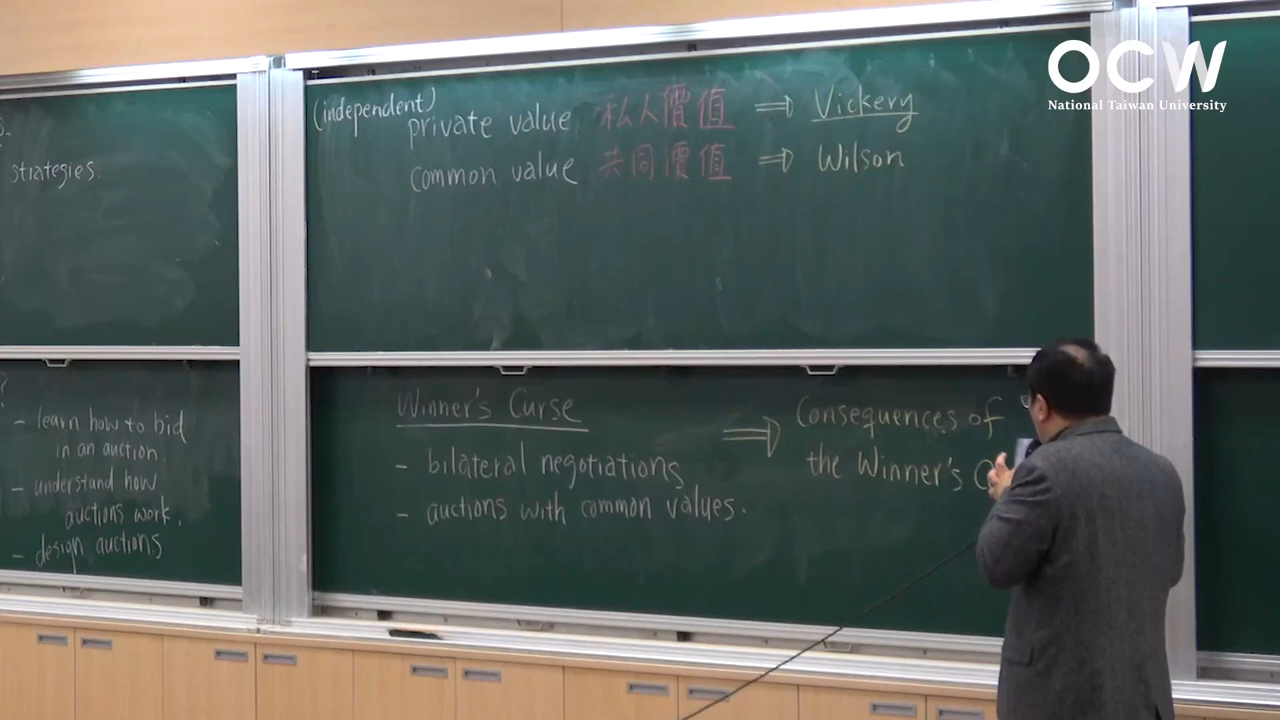 OCW
National Taiwan University
strategies.
?
- learn how to bid
in an auction.
- understand how
auctions work.
- design auctions
(independent)
private value 私人價值 ⇒ Vickery
common value 共同價值 ⇒ Wilson
Winner's Curse
- bilateral negotiations
- auctions with common values.
⇒ Consequences of
the Winner's C